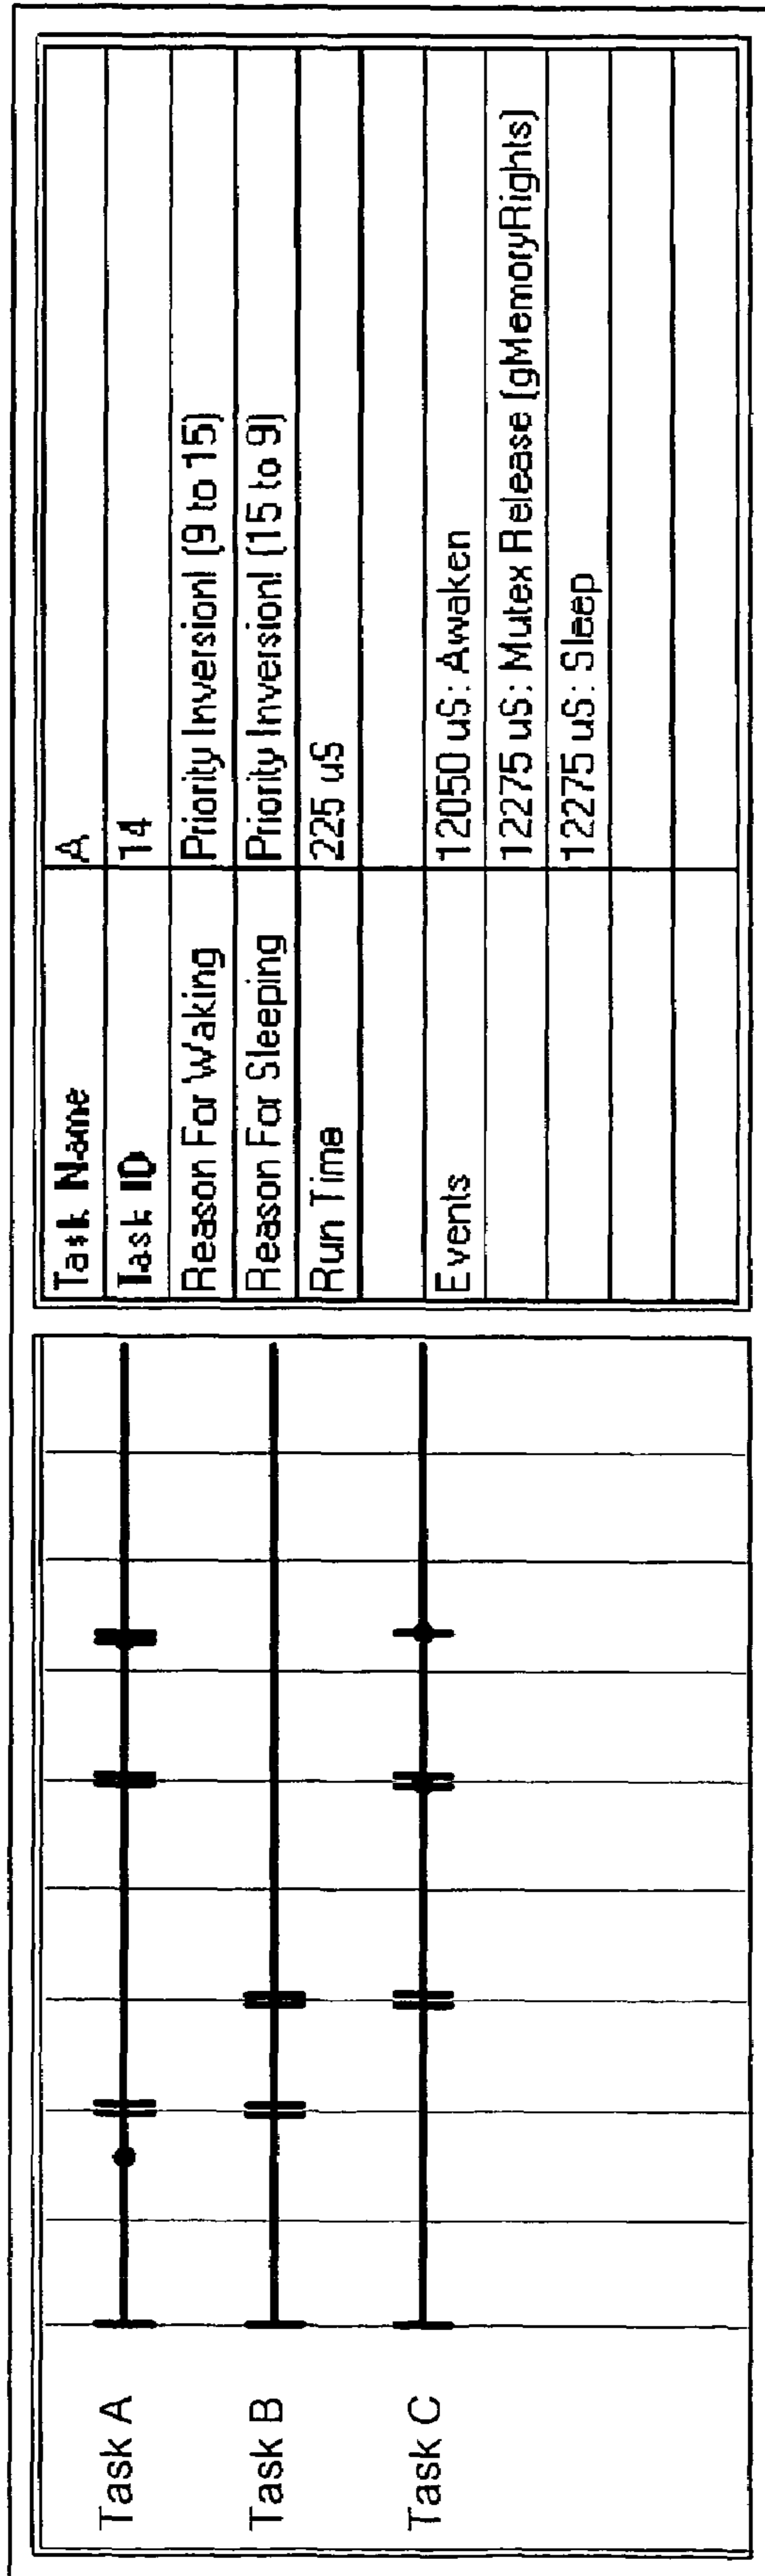 Task A
Task B
Task C
Task Name A
Task ID 14
Reason For Waking Priority Inversion! (9 to 15)
Reason For Sleeping Priority Inversion! (15 to 9)
Run Time 225 uS
Events 12050 uS: Awaken
12275 uS: Mutex Release (gMemoryRights)
12275 uS: Sleep